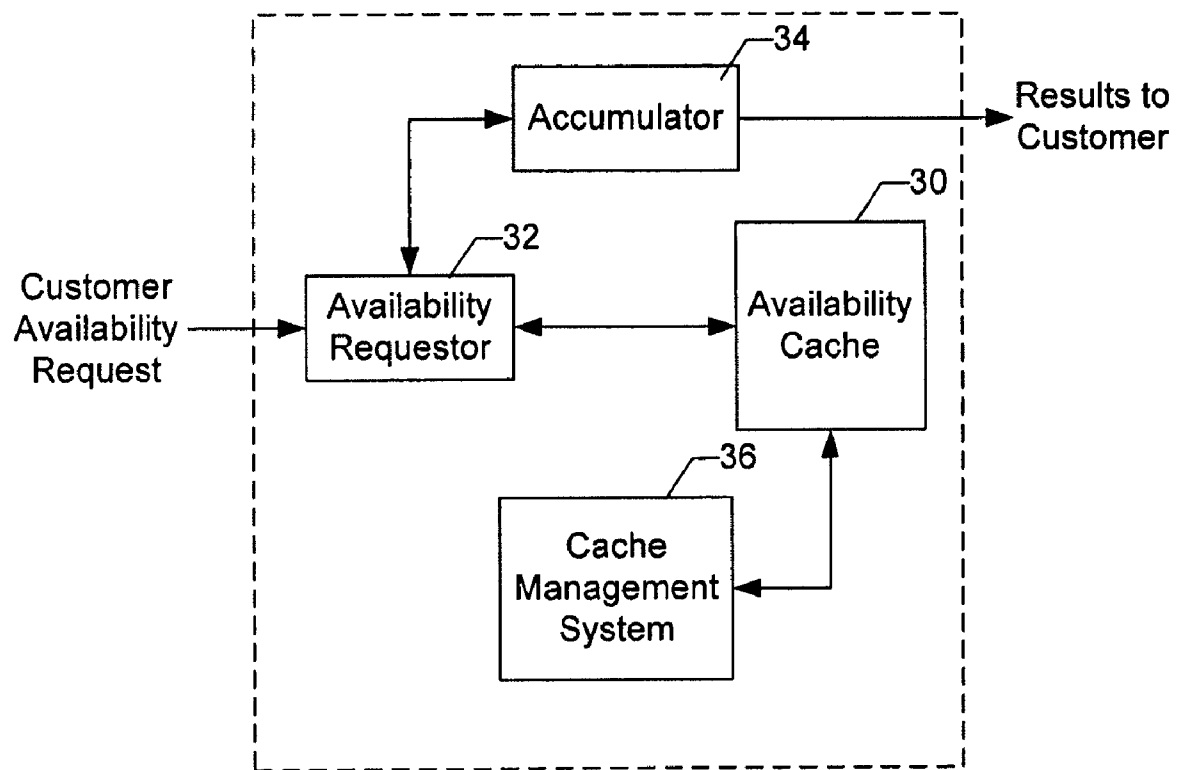 34
Accumulator
Results to
Customer
30
32
Customer
Availability
Request
Availability
Requestor
Availability
Cache
36
Cache
Management
System